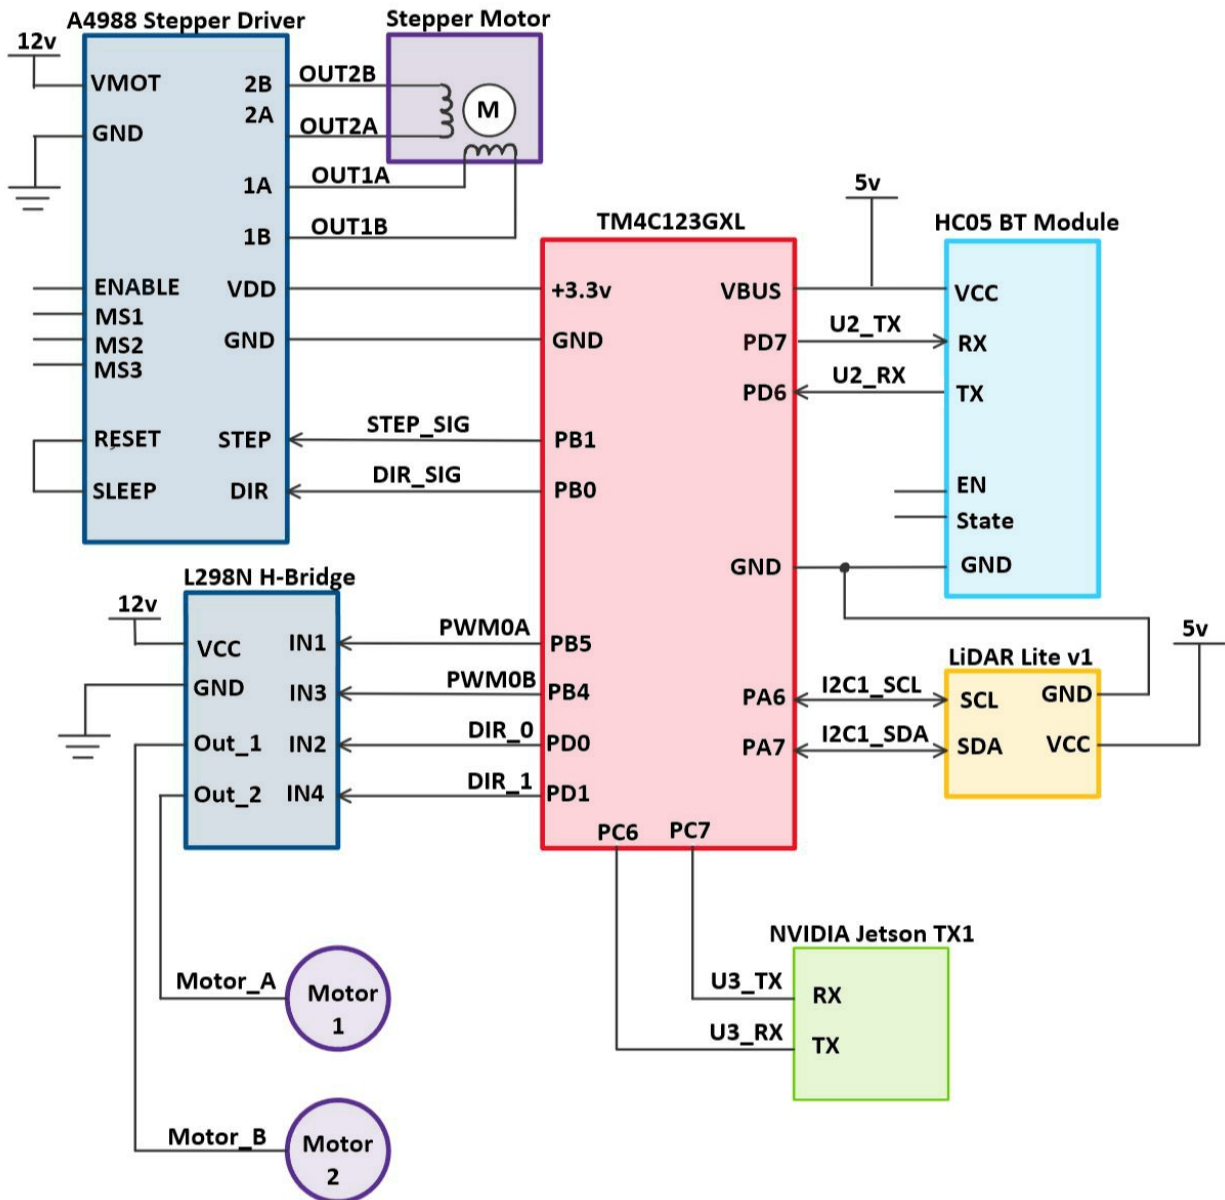 A4988 Stepper Driver
Stepper Motor
12v
VMOT
GND
2B
2A
1A
1B
OUT2B
OUT2A
OUT1A
OUT1B
M
ENABLE
MS1
MS2
MS3
RESET
SLEEP
VDD
GND
STEP
DIR
STEP_SIG
DIR_SIG
TM4C123GXL
+3.3v
GND
PB1
PB0
PB5
PB4
PD0
PD1
PC6
PC7
VBUS
PD7
PD6
GND
PA6
PA7
5v
HC05 BT Module
U2_TX
U2_RX
VCC
RX
TX
EN
State
GND
L298N H-Bridge
12v
VCC
GND
Out_1
Out_2
IN1
IN3
IN2
IN4
PWM0A
PWM0B
DIR_0
DIR_1
5v
LiDAR Lite v1
I2C1_SCL
I2C1_SDA
SCL
SDA
GND
VCC
NVIDIA Jetson TX1
U3_TX
U3_RX
RX
TX
Motor_A
Motor
1
Motor_B
Motor
2